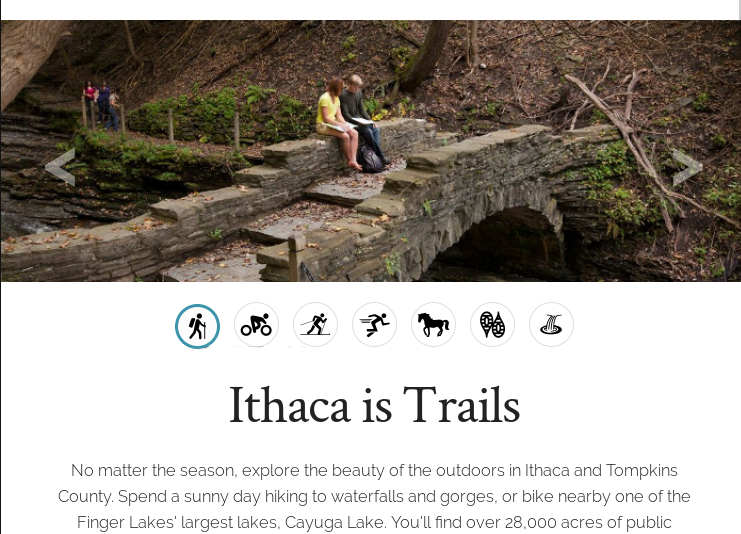 Ithaca is Trails
No matter the season, explore the beauty of the outdoors in Ithaca and Tompkins
County. Spend a sunny day hiking to waterfalls and gorges, or bike nearby one of the
Finger Lakes' largest lakes, Cayuga Lake. You'll find over 28,000 acres of public